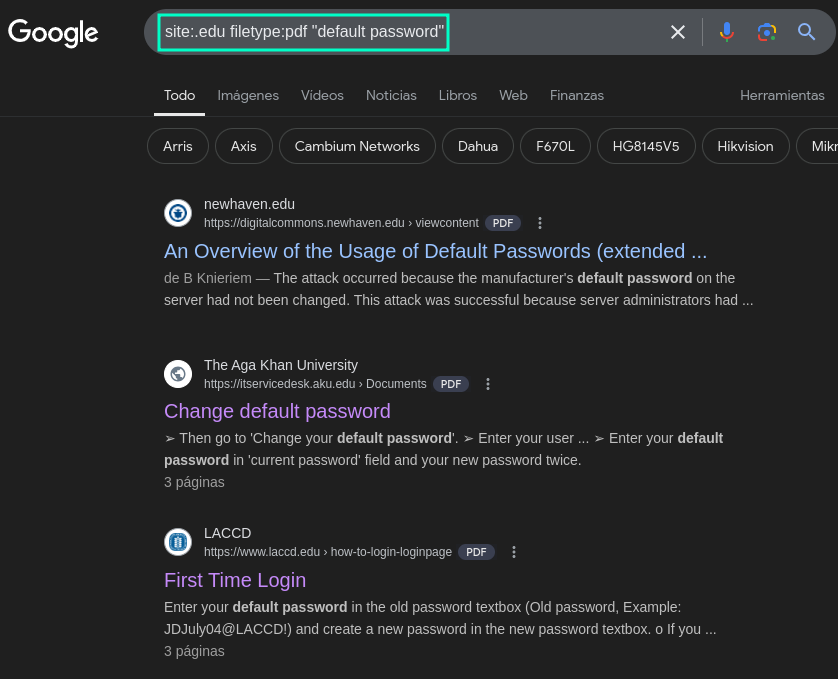 Google
site:.edu filetype:pdf "default password"
Todo Imágenes Vídeos Noticias Libros Web Finanzas Herramientas
Arris Axis Cambium Networks Dahua F670L HG8145V5 Hikvision Mikr
newhaven.edu
https://digitalcommons.newhaven.edu › viewcontent PDF
An Overview of the Usage of Default Passwords (extended ...
de B Knieriem — The attack occurred because the manufacturer's default password on the
server had not been changed. This attack was successful because server administrators had ...
The Aga Khan University
https://itservicedesk.aku.edu › Documents PDF
Change default password
➢ Then go to 'Change your default password'. ➢ Enter your user ... ➢ Enter your default
password in 'current password' field and your new password twice.
3 páginas
LACCD
https://www.laccd.edu › how-to-login-loginpage PDF
First Time Login
Enter your default password in the old password textbox (Old password, Example:
JDJuly04@LACCD!) and create a new password in the new password textbox. o If you ...
3 páginas